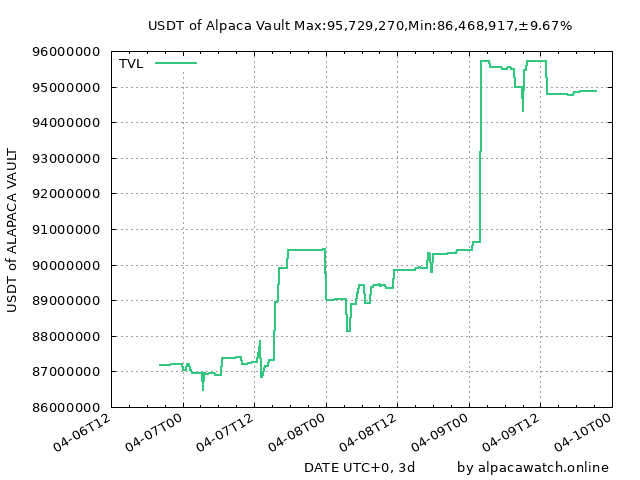 USDT of Alpaca Vault Max:95,729,270,Min:86,468,917,±9.67%
TVL
USDT of ALAPACA VAULT
96000000
95000000
94000000
93000000
92000000
91000000
90000000
89000000
88000000
87000000
86000000
04-06T12
04-07T00
04-07T12
04-08T00
04-08T12
04-09T00
04-09T12
04-10T00
DATE UTC+0, 3d
by alpacawatch.online